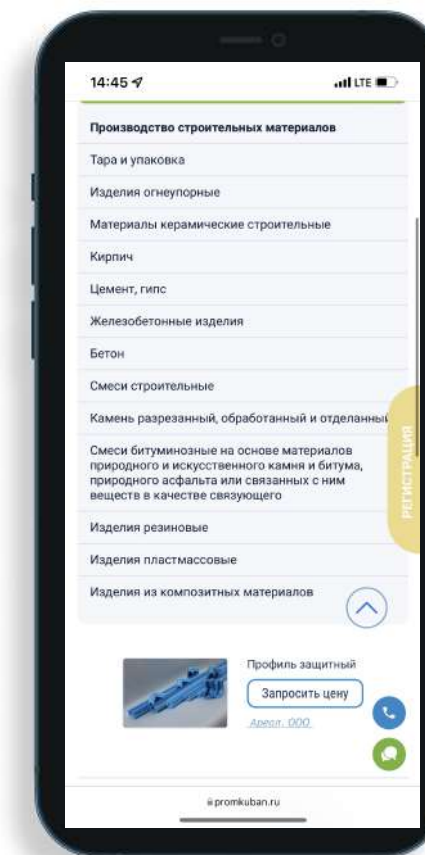 14:45
LTE
Производство строительных материалов
Тара и упаковка
Изделия огнеупорные
Материалы керамические строительные
Кирпич
Цемент, гипс
Железобетонные изделия
Бетон
Смеси строительные
Камень разрезанный, обработанный и отделанный
РЕГИСТРАЦИЯ
Смеси битуминозные на основе материалов
природного и искусственного камня и битума,
природного асфальта или связанных с ним
веществ в качестве связующего
Изделия резиновые
Изделия пластмассовые
Изделия из композитных материалов
Профиль защитный
Запросить цену
Ареол, ООО
promkuban.ru